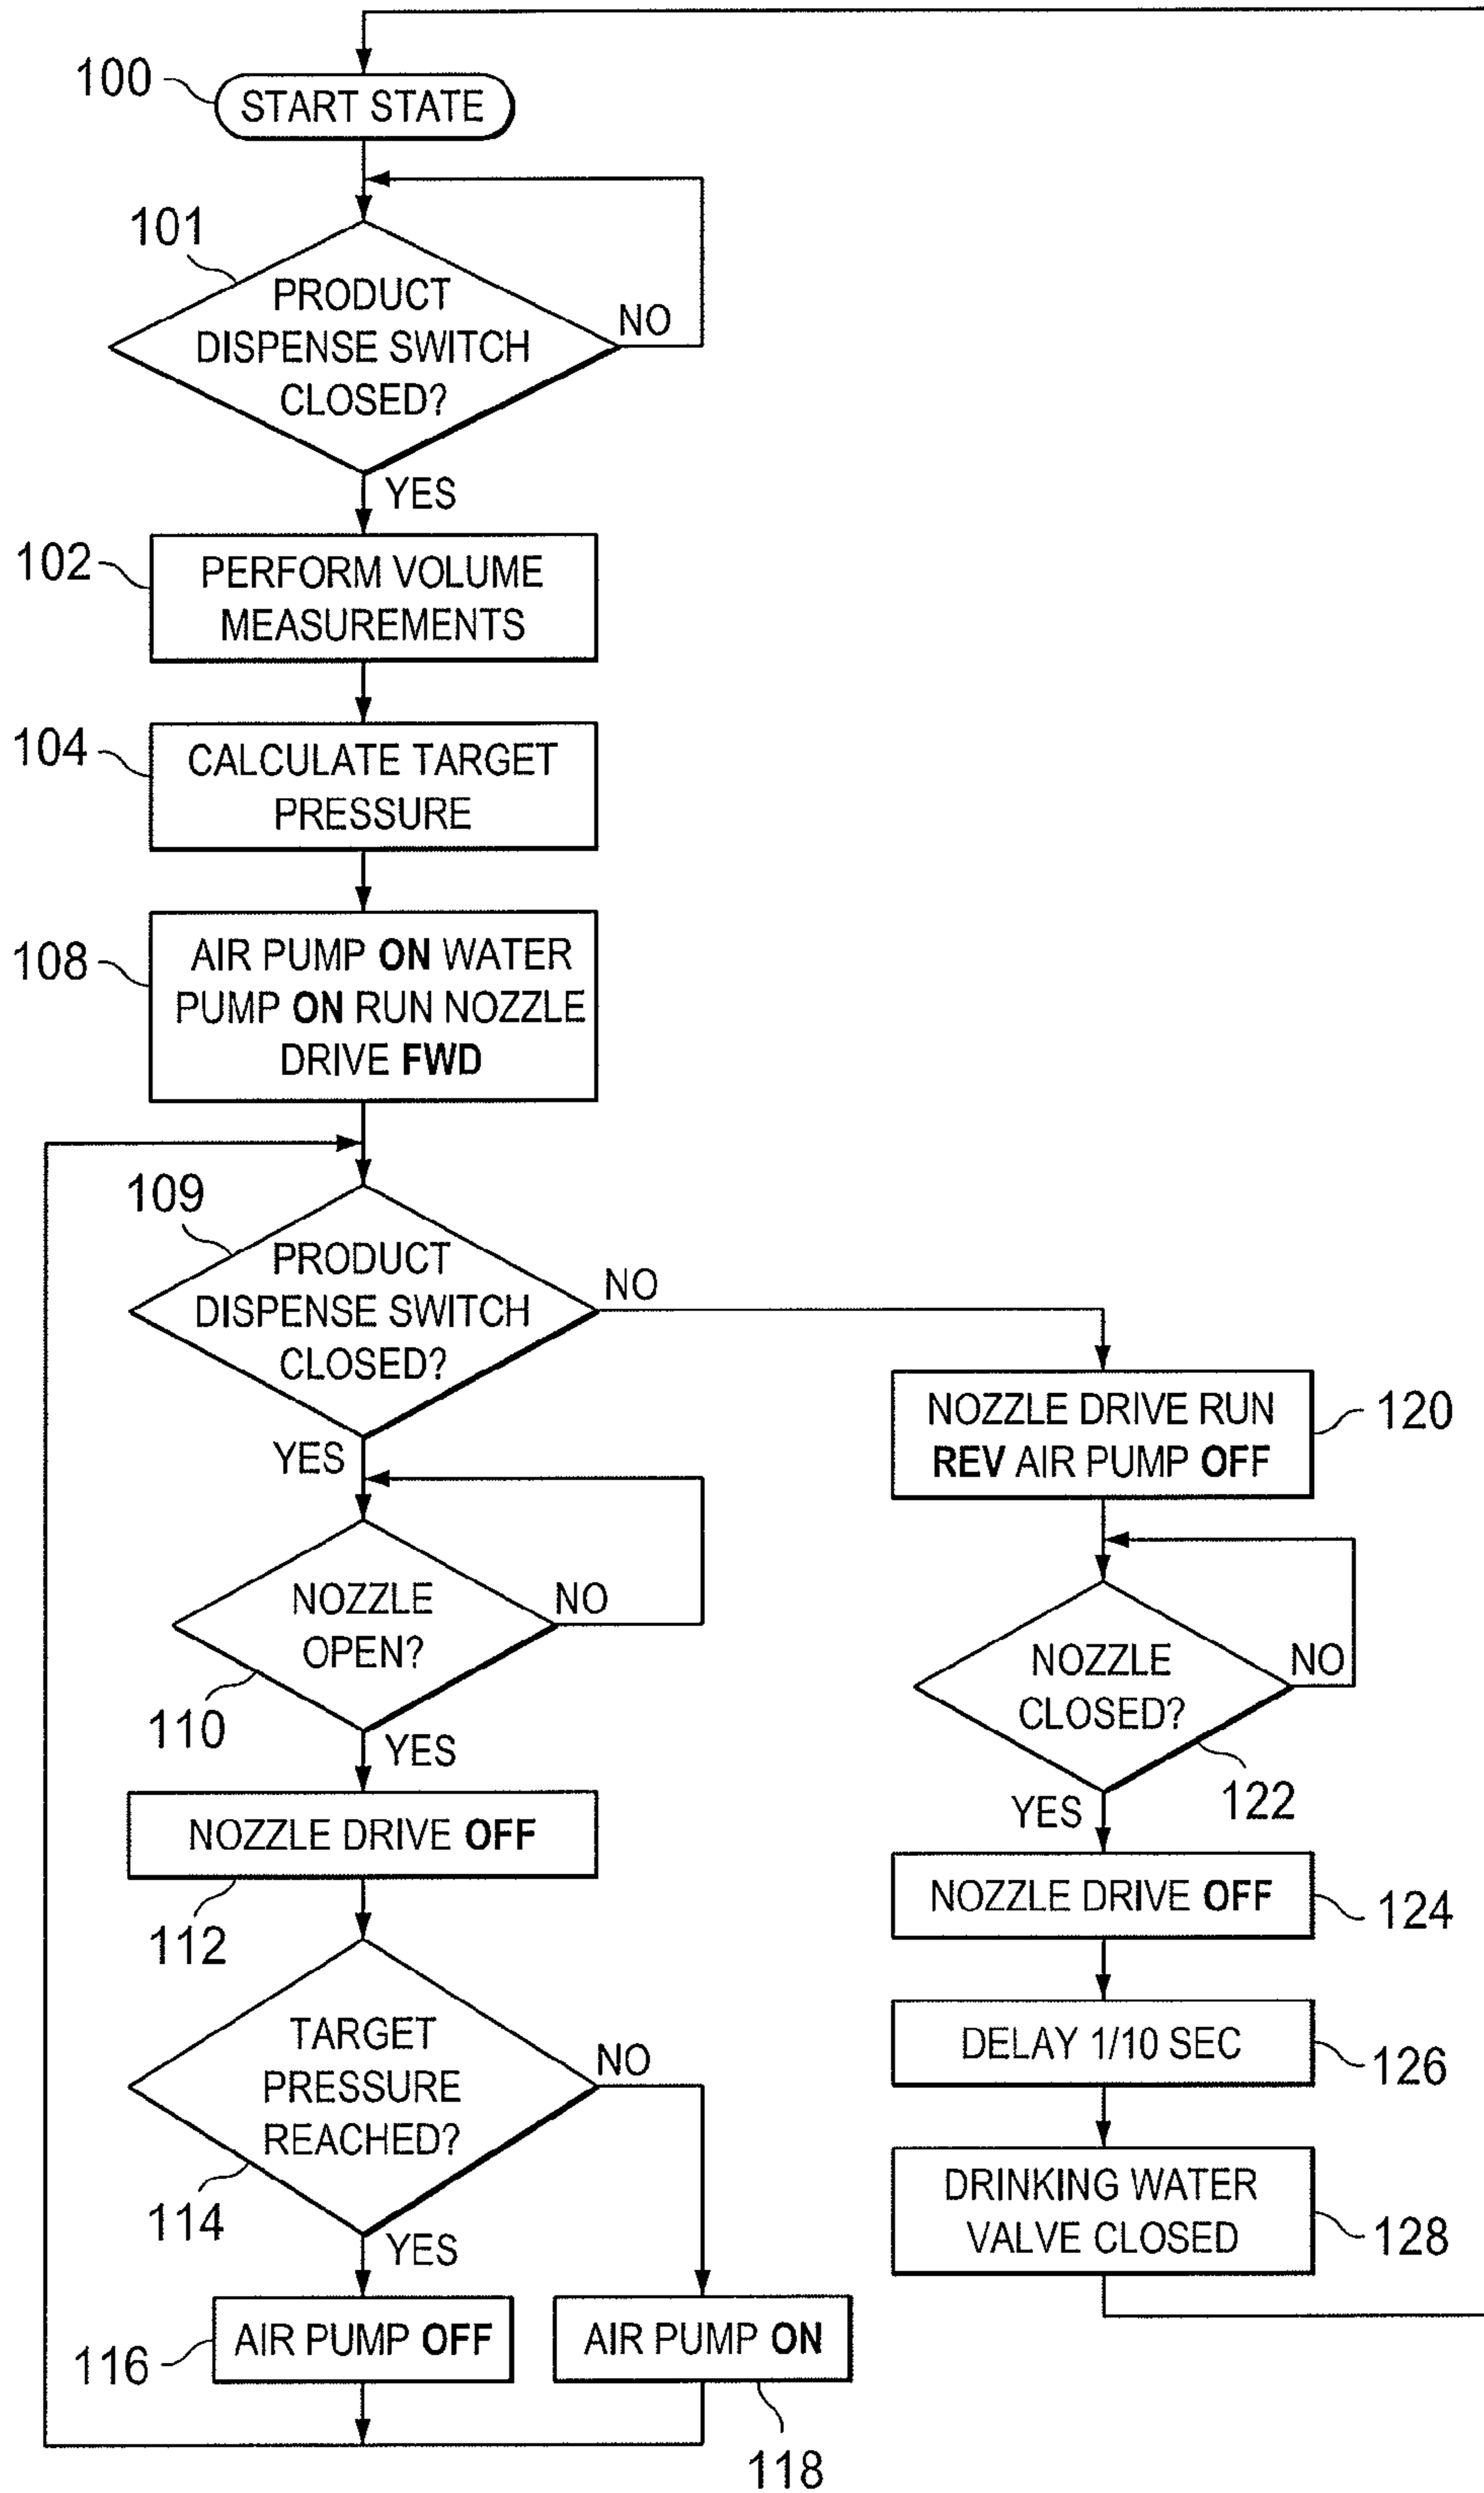 100
START STATE
101
PRODUCT
DISPENSE SWITCH
CLOSED?
NO
YES
102
PERFORM VOLUME
MEASUREMENTS
104
CALCULATE TARGET
PRESSURE
108
AIR PUMP ON WATER
PUMP ON RUN NOZZLE
DRIVE FWD
109
PRODUCT
DISPENSE SWITCH
CLOSED?
NO
YES
NOZZLE
OPEN?
NO
110
YES
NOZZLE DRIVE OFF
112
TARGET
PRESSURE
REACHED?
NO
114
YES
AIR PUMP OFF
116
AIR PUMP ON
118
NOZZLE DRIVE RUN
REV AIR PUMP OFF
120
NOZZLE
CLOSED?
NO
122
YES
NOZZLE DRIVE OFF
124
DELAY 1/10 SEC
126
DRINKING WATER
VALVE CLOSED
128